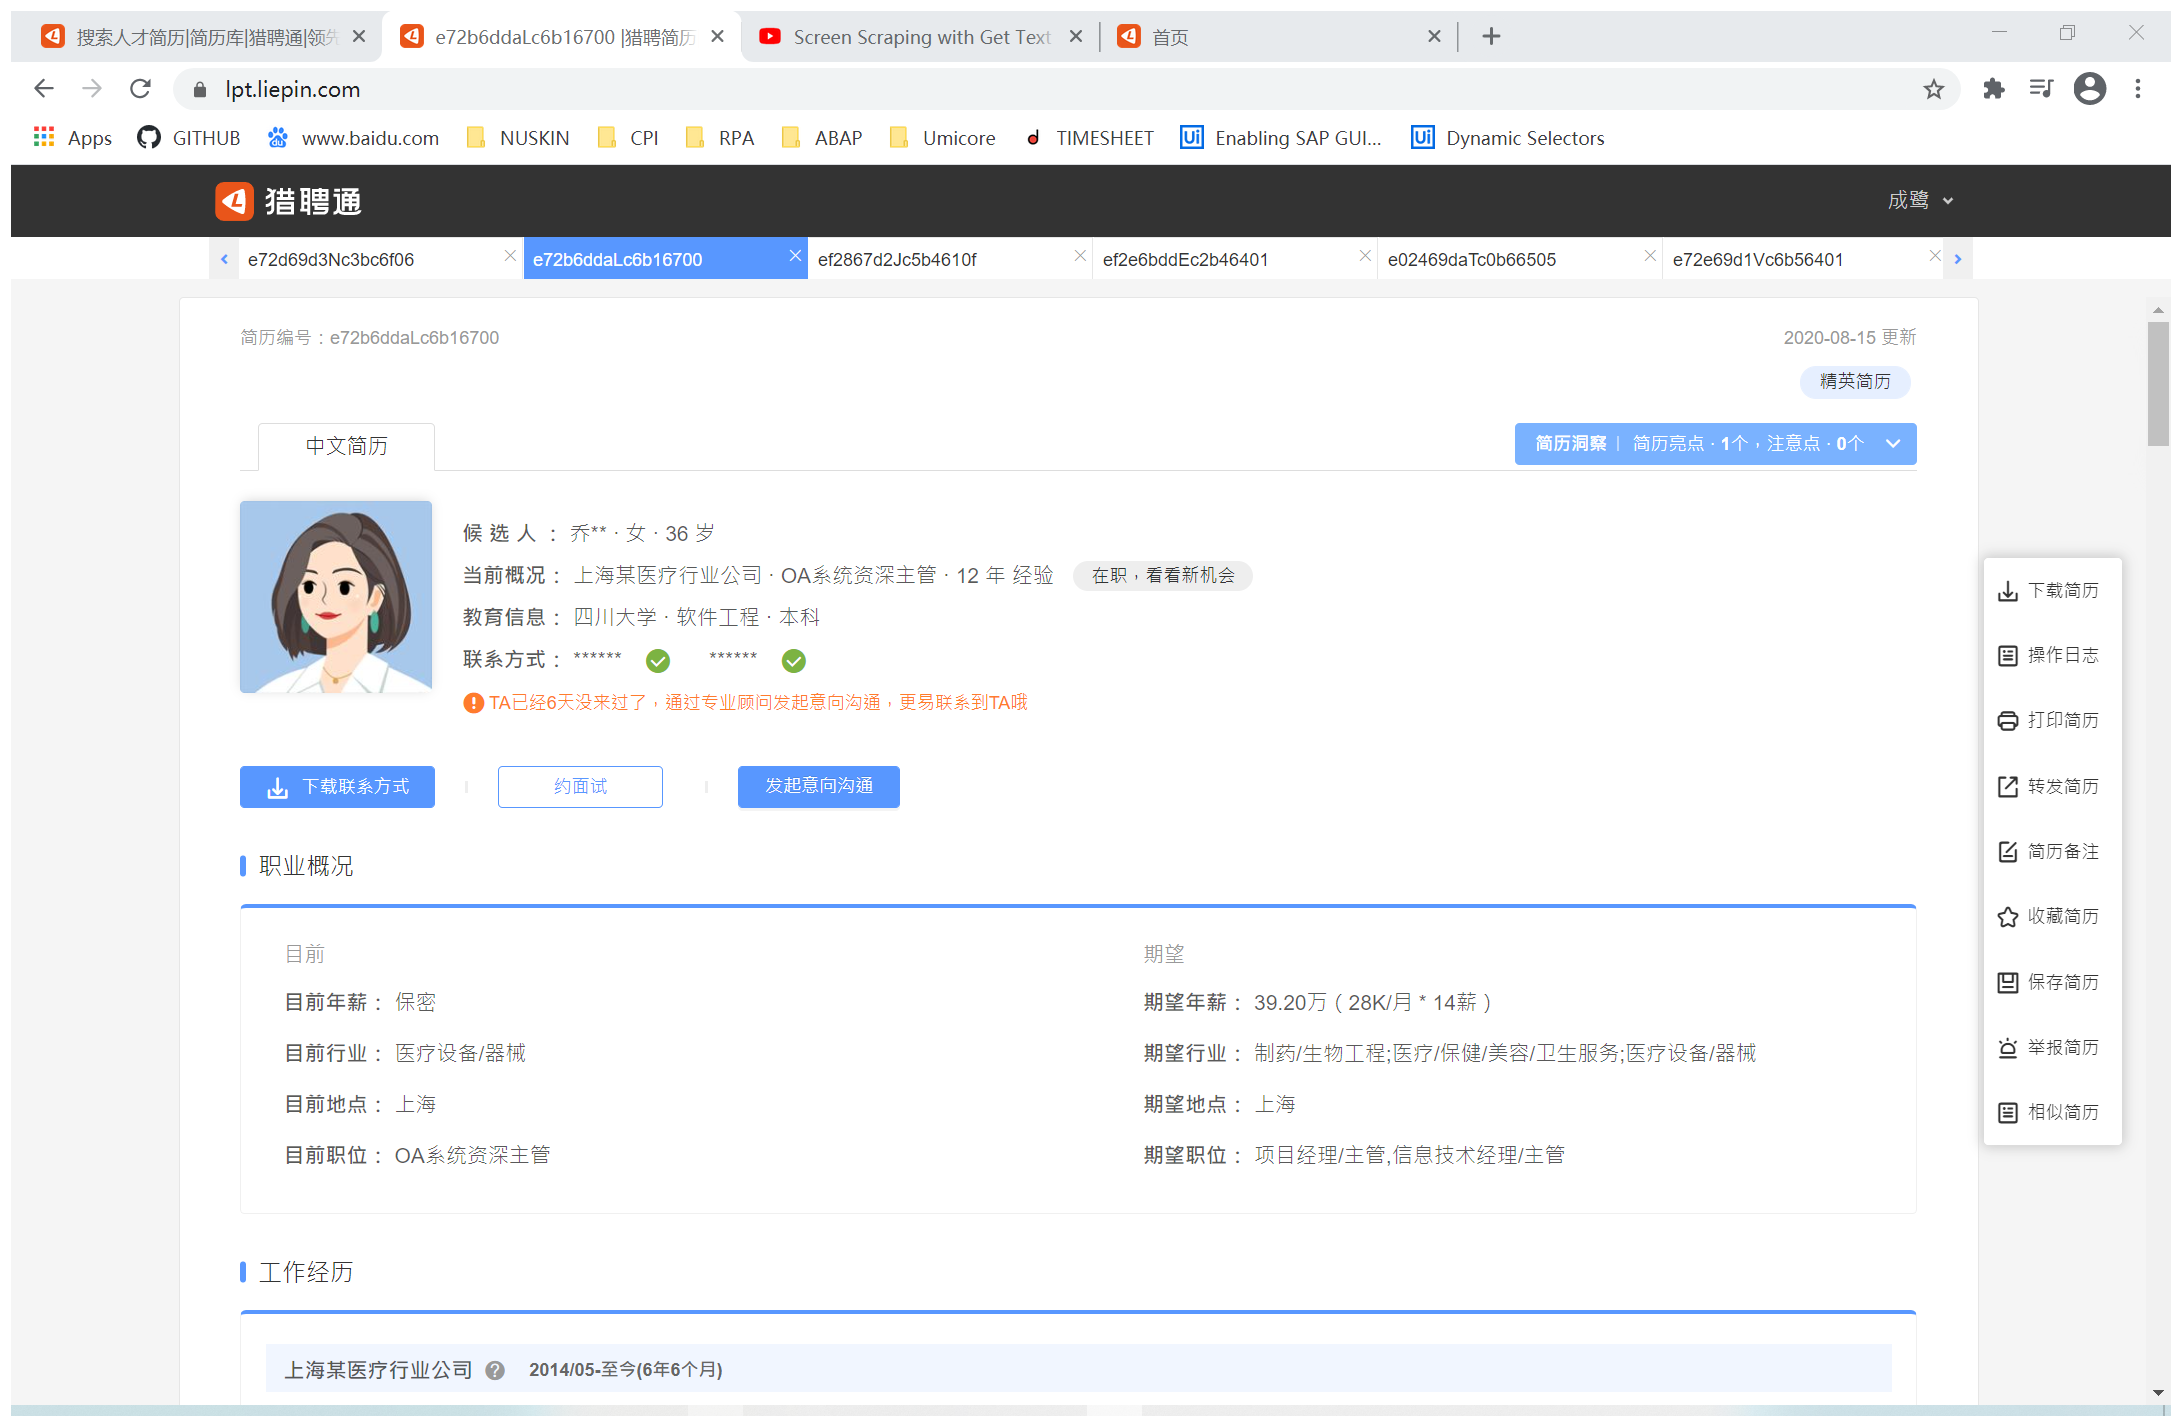 搜索人才简历|简历库|猎聘通|领先
e72b6ddaLc6b16700 |猎聘简历
Screen Scraping with Get Text
首页
lpt.liepin.com
Apps
GITHUB
www.baidu.com
NUSKIN
CPI
RPA
ABAP
Umicore
TIMESHEET
Enabling SAP GUI...
Dynamic Selectors
猎聘通
成鹭
e72d69d3Nc3bc6f06
e72b6ddaLc6b16700
ef2867d2Jc5b4610f
ef2e6bddEc2b46401
e02469daTc0b66505
e72e69d1Vc6b56401
简历编号：e72b6ddaLc6b16700
2020-08-15 更新
精英简历
中文简历
简历洞察 | 简历亮点 · 1个，注意点 · 0个
候 选 人 ： 乔** · 女 · 36 岁
当前概况： 上海某医疗行业公司 · OA系统资深主管 · 12 年 经验 在职，看看新机会
教育信息： 四川大学 · 软件工程 · 本科
联系方式： ****** ******
TA已经6天没来过了，通过专业顾问发起意向沟通，更易联系到TA哦
下载联系方式
约面试
发起意向沟通
职业概况
目前
目前年薪： 保密
目前行业： 医疗设备/器械
目前地点： 上海
目前职位： OA系统资深主管
期望
期望年薪： 39.20万（28K/月 * 14薪）
期望行业： 制药/生物工程;医疗/保健/美容/卫生服务;医疗设备/器械
期望地点： 上海
期望职位： 项目经理/主管,信息技术经理/主管
工作经历
上海某医疗行业公司 2014/05-至今(6年6个月)
下载简历
操作日志
打印简历
转发简历
简历备注
收藏简历
保存简历
举报简历
相似简历